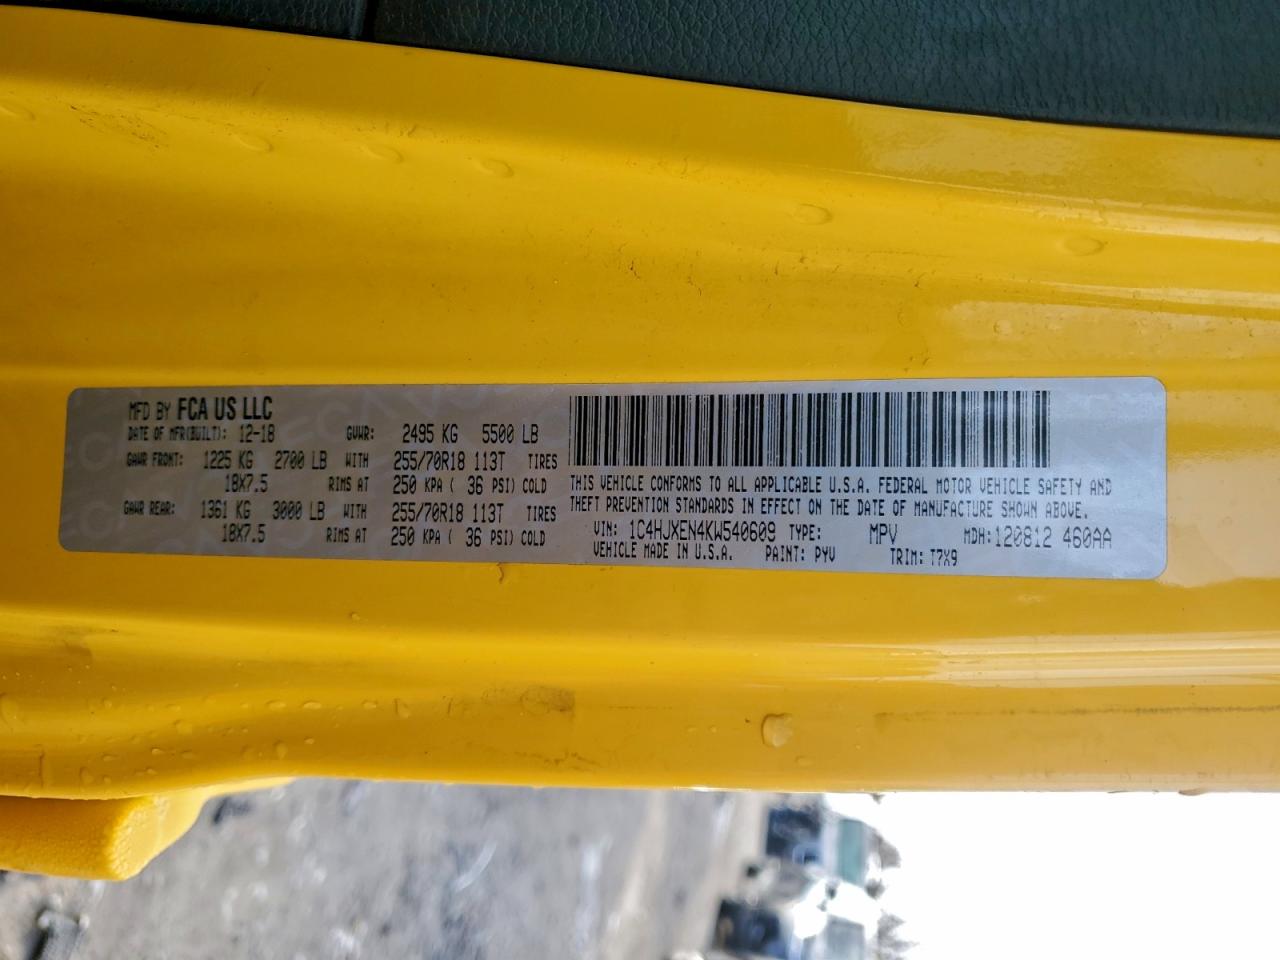 MFD BY FCA US LLC
DATE OF MFR(BUILT): 12-18 GVWR: 2495 KG 5500 LB
GAWR FRONT: 1225 KG 2700 LB WITH 255/70R18 113T TIRES
18X7.5 RIMS AT 250 KPA ( 36 PSI) COLD
GAWR REAR: 1361 KG 3000 LB WITH 255/70R18 113T TIRES
18X7.5 RIMS AT 250 KPA ( 36 PSI) COLD
THIS VEHICLE CONFORMS TO ALL APPLICABLE U.S.A. FEDERAL MOTOR VEHICLE SAFETY AND
THEFT PREVENTION STANDARDS IN EFFECT ON THE DATE OF MANUFACTURE SHOWN ABOVE.
VIN: 1C4HJXEN4KW540609 TYPE: MPV MDH: 120812 460AA
VEHICLE MADE IN U.S.A. PAINT: PYV TRIM: T7X9